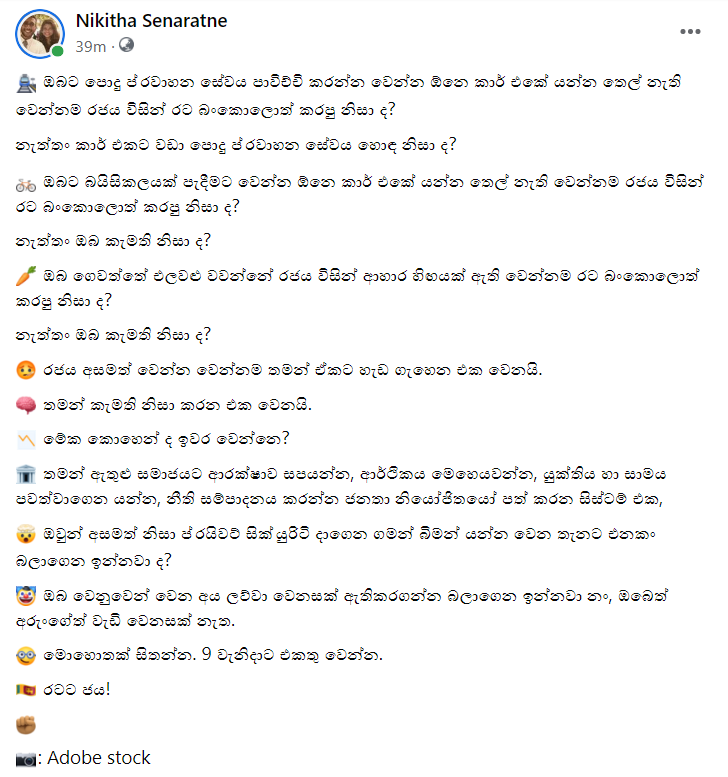 Nikitha Senaratne
39m ·
🚉 ඔබට පොදු ප්‍රවාහන සේවය පාවිච්චි කරන්න වෙන්න ඕනෙ කාර් එකේ යන්න තෙල් නැති
වෙන්නම රජය විසින් රට බංකොලොත් කරපු නිසා ද?
නැත්තං කාර් එකට වඩා පොදු ප්‍රවාහන සේවය හොඳ නිසා ද?
🚲 ඔබට බයිසිකලයක් පැදීමට වෙන්න ඕනෙ කාර් එකේ යන්න තෙල් නැති වෙන්නම රජය විසින්
රට බංකොලොත් කරපු නිසා ද?
නැත්තං ඔබ කැමති නිසා ද?
🥕 ඔබ ගෙවත්තේ එලවළු වවන්නේ රජය විසින් ආහාර හිඟයක් ඇති වෙන්නම රට බංකොලොත්
කරපු නිසා ද?
නැත්තං ඔබ කැමති නිසා ද?
🥵 රජය අසමත් වෙන්න වෙන්නම තමන් ඒකට හැඩ ගැහෙන එක වෙනයි.
🧠 තමන් කැමති නිසා කරන එක වෙනයි.
📉 මේක කොහෙන් ද ඉවර වෙන්නෙ?
🏛️ තමන් ඇතුළු සමාජයට ආරක්ෂාව සපයන්න, ආර්ථිකය මෙහෙයවන්න, යුක්තිය හා සාමය
පවත්වාගෙන යන්න, නීති සම්පාදනය කරන්න ජනතා නියෝජිතයෝ පත් කරන සිස්ටම් එක,
🤯 ඔවුන් අසමත් නිසා ප්‍රයිවට් සික්යුරිටි දාගෙන ගමන් බිමන් යන්න වෙන තැනට එනකං
බලාගෙන ඉන්නවා ද?
🤡 ඔබ වෙනුවෙන් වෙන අය ලව්වා වෙනසක් ඇතිකරගන්න බලාගෙන ඉන්නවා නං, ඔබෙත්
අරුංගේත් වැඩි වෙනසක් නැත.
🥸 මොහොතක් සිතන්න. 9 වැනිදාට එකතු වෙන්න.
🇱🇰 රටට ජය!
✊🏾
📷: Adobe stock